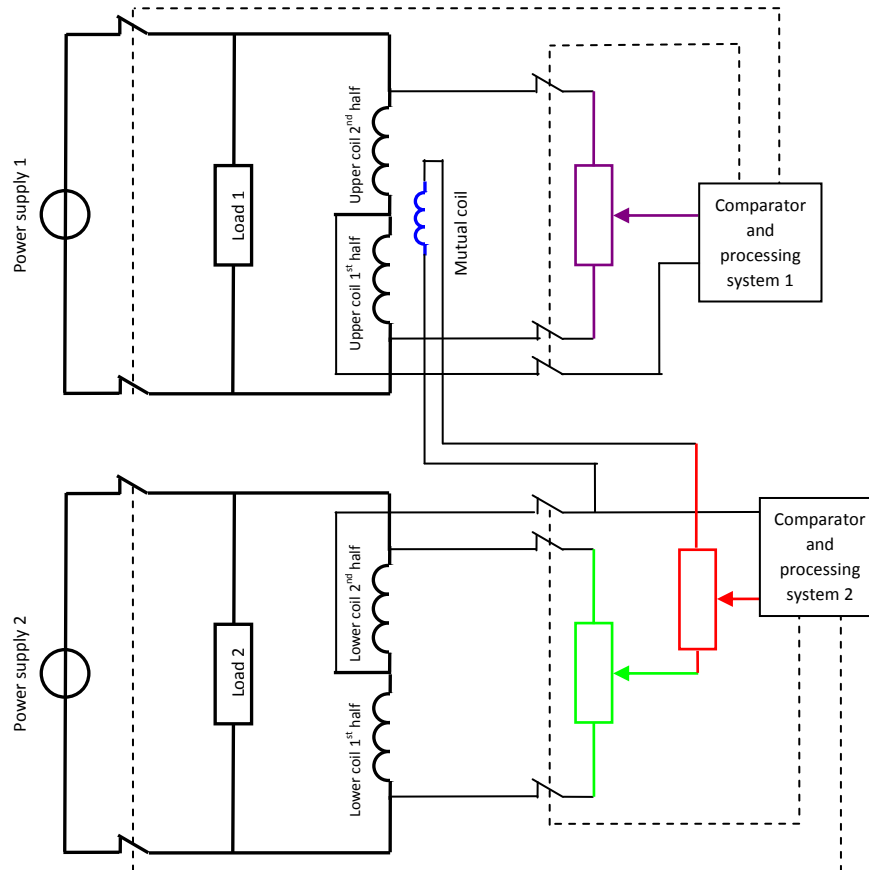 Power supply 1
Load 1
Upper coil 2nd half
Upper coil 1st half
Mutual coil
Comparator
and
processing
system 1
Power supply 2
Load 2
Lower coil 2nd half
Lower coil 1st half
Comparator
and
processing
system 2